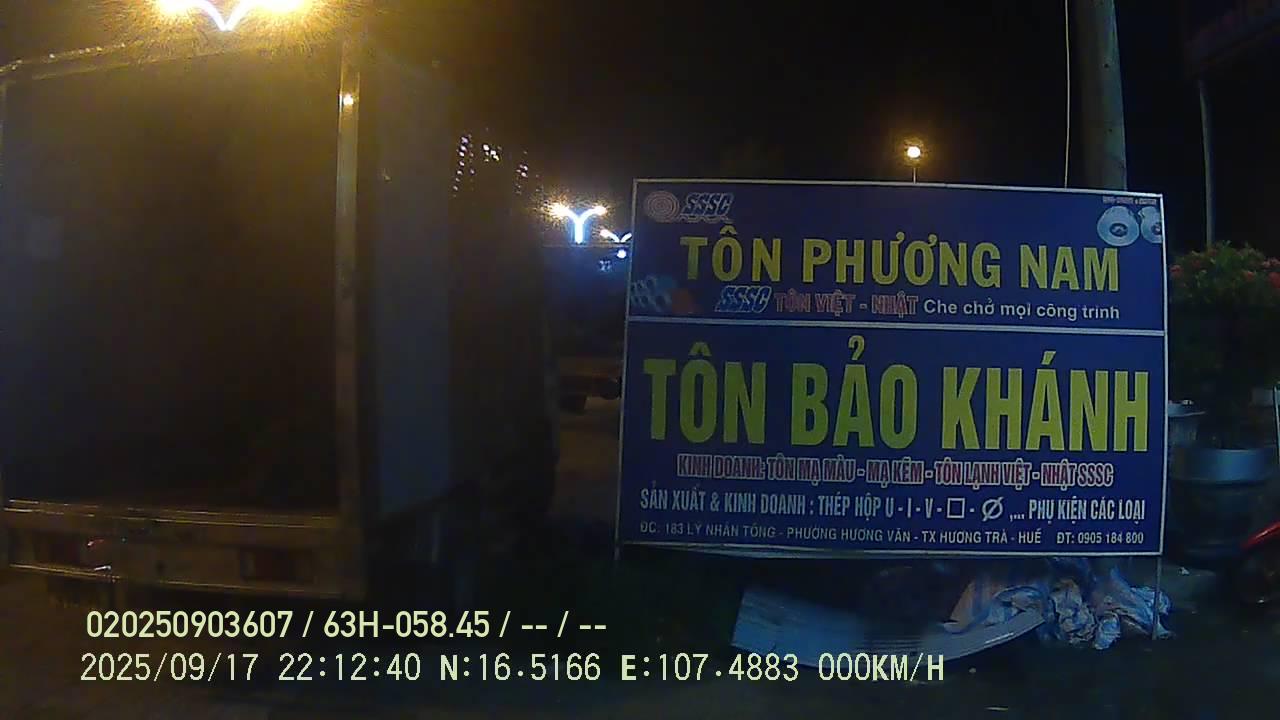 SSSC
TÔN PHƯƠNG NAM
SSSC TÔN VIỆT - NHẬT Che chở mọi công trình
TÔN BẢO KHÁNH
KINH DOANH: TÔN MẠ MÀU - MẠ KẼM - TÔN LẠNH VIỆT - NHẬT SSSC
SẢN XUẤT & KINH DOANH : THÉP HỘP U - I - V - □ - Ø ,... PHỤ KIỆN CÁC LOẠI
ĐC: 183 LÝ NHÂN TÔNG - PHƯỜNG HƯƠNG VĂN - TX HƯƠNG TRÀ - HUẾ ĐT: 0905 184 800
020250903607 / 63H-058.45 / -- / --
2025/09/17 22:12:40 N:16.5166 E:107.4883 000KM/H